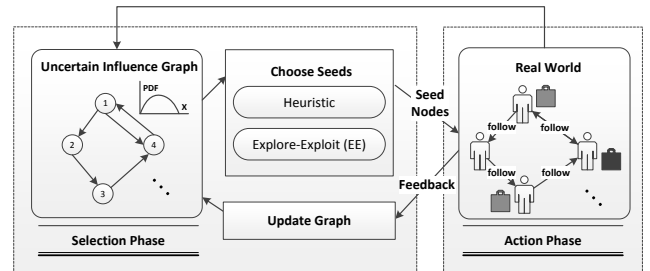 Uncertain Influence Graph
PDF
X
1
2
4
3
Selection Phase
Choose Seeds
Heuristic
Explore-Exploit (EE)
Update Graph
Seed
Nodes
Feedback
Real World
follow
follow
follow
follow
Action Phase